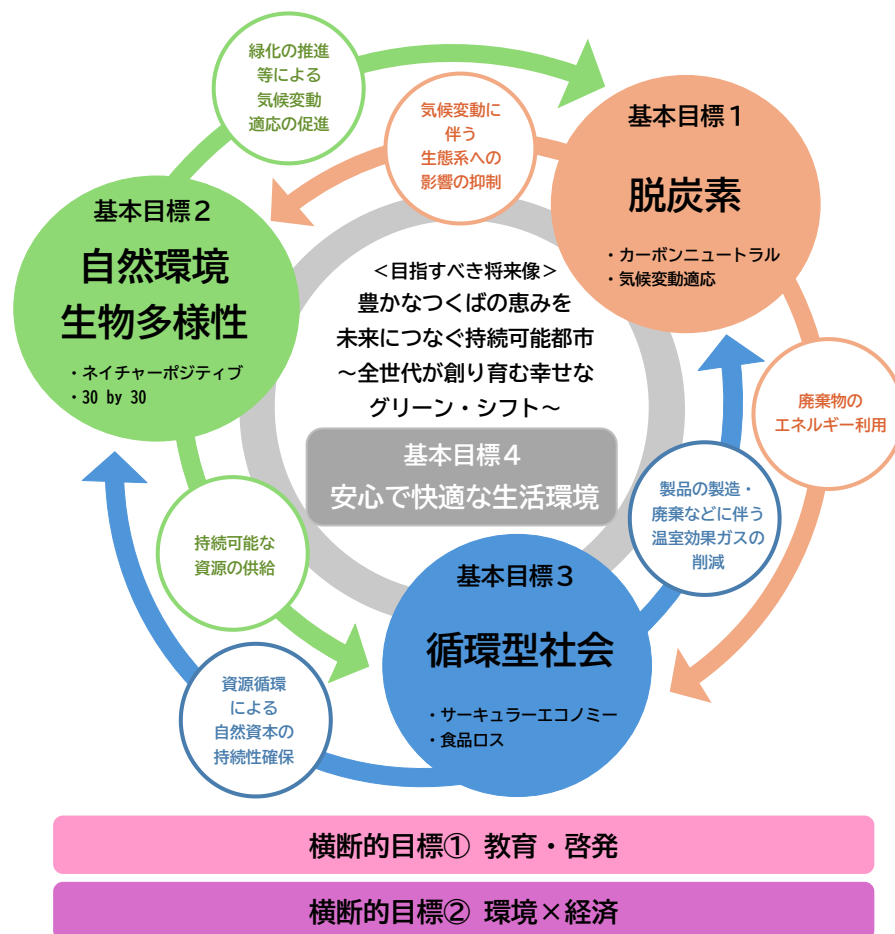 緑化の推進
等による
気候変動
適応の促進
気候変動に
伴う
生態系への
影響の抑制
基本目標1
脱炭素
・カーボンニュートラル
・気候変動適応
基本目標2
自然環境
生物多様性
・ネイチャーポジティブ
・30 by 30
<目指すべき将来像>
豊かなつくばの恵みを
未来につなぐ持続可能都市
～全世代が創り育む幸せな
グリーン・シフト～
基本目標4
安心で快適な生活環境
廃棄物の
エネルギー利用
製品の製造・
廃棄などに伴う
温室効果ガスの
削減
持続可能な
資源の供給
基本目標3
循環型社会
・サーキュラーエコノミー
・食品ロス
資源循環
による
自然資本の
持続性確保
横断的目標① 教育・啓発
横断的目標② 環境×経済